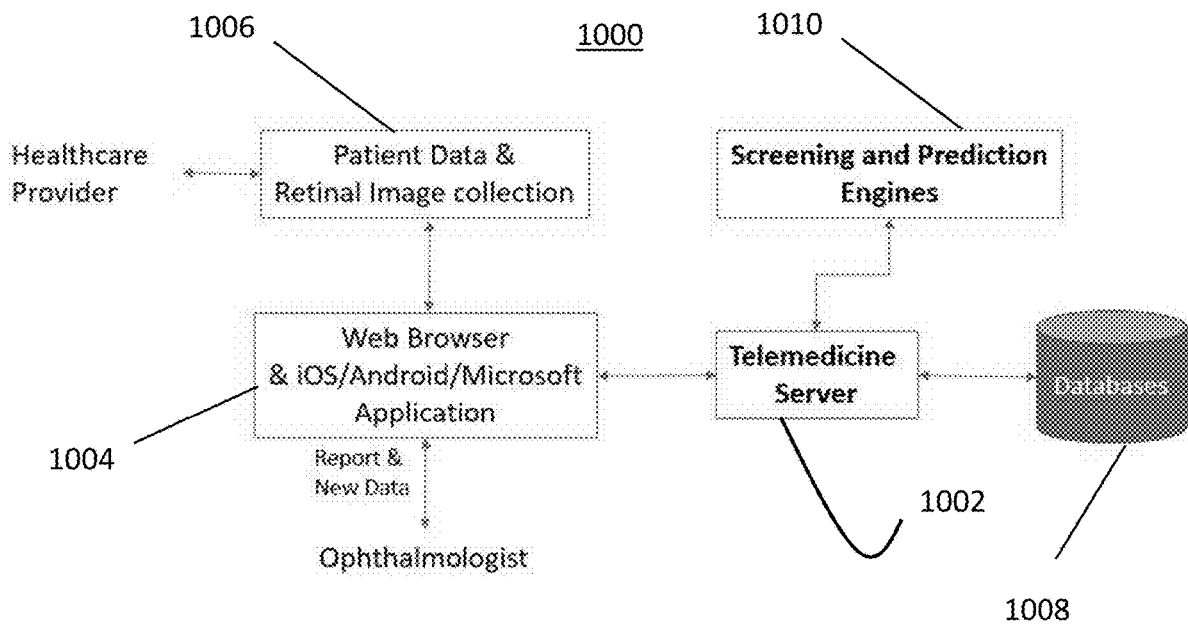 1006
1000
1010
Healthcare
Provider
Patient Data &
Retinal Image collection
Screening and Prediction
Engines
Web Browser
& iOS/Android/Microsoft
Application
Telemedicine
Server
Databases
1004
Report &
New Data
1002
Ophthalmologist
1008